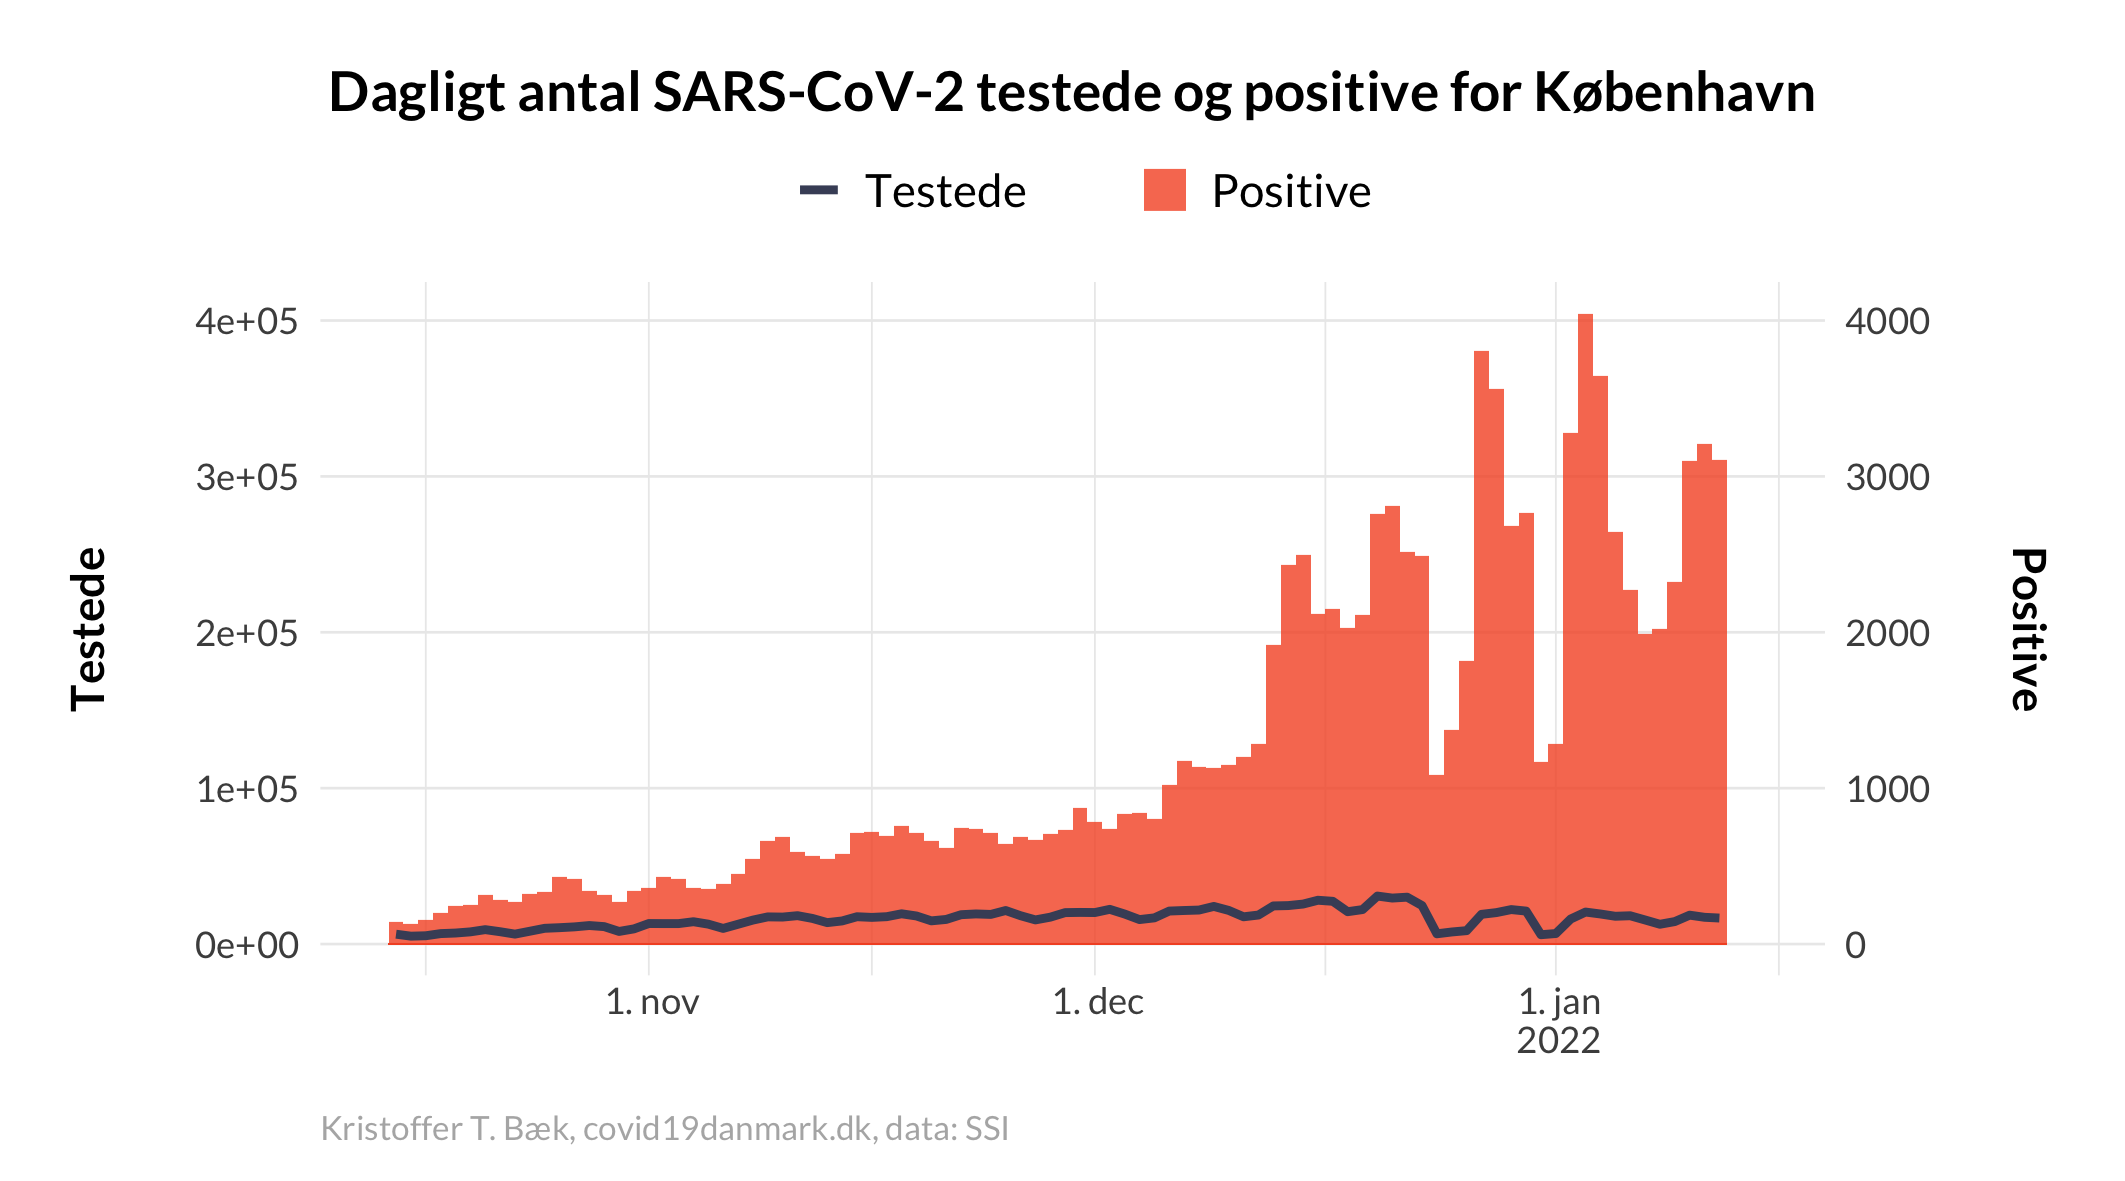 Dagligt antal SARS-CoV-2 testede og positive for København
Testede
Positive
4e+05
3e+05
2e+05
1e+05
0e+00
Testede
4000
3000
2000
1000
0
Positive
1. nov
1. dec
1. jan
2022
Kristoffer T. Bæk, covid19danmark.dk, data: SSI